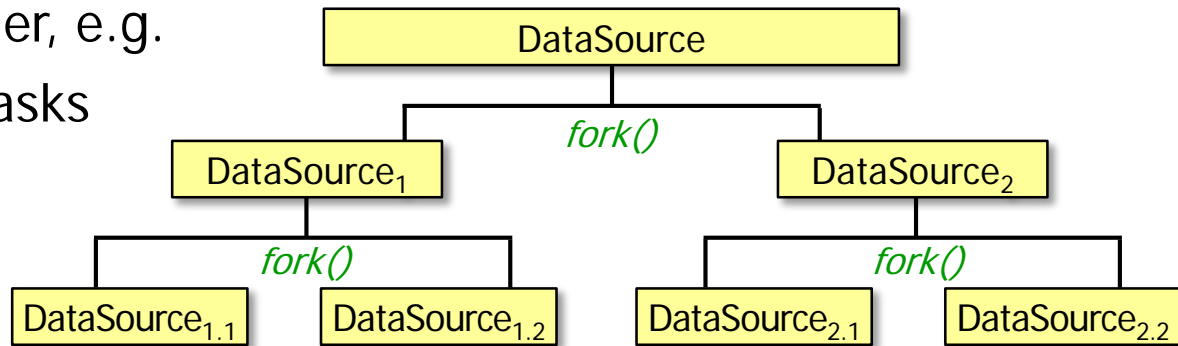 er, e.g.
DataSource
asks
fork()
DataSource₁ DataSource₂
fork() fork()
DataSource₁.₁ DataSource₁.₂ DataSource₂.₁ DataSource₂.₂